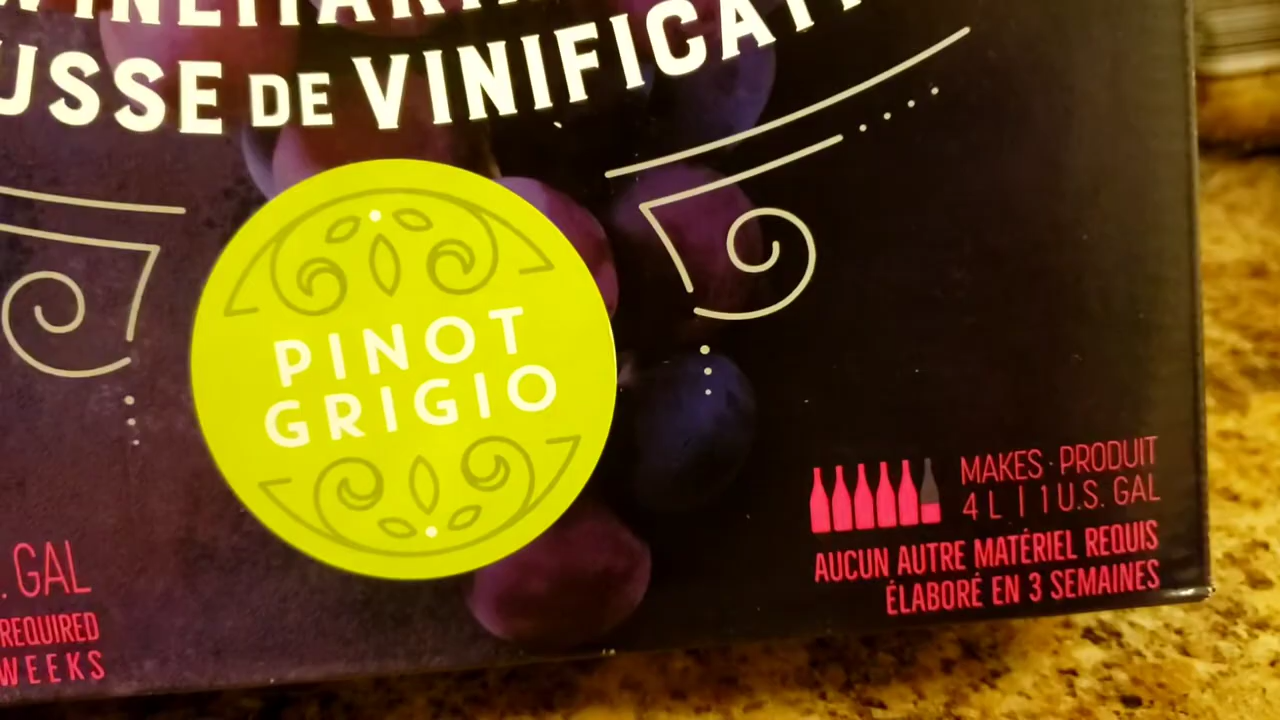 DE VINIFICATI
PINOT
GRIGIO
MAKES · PRODUIT
4 L | 1 U.S. GAL
AUCUN AUTRE MATÉRIEL REQUIS
ÉLABORÉ EN 3 SEMAINES
. GAL
REQUIRED
WEEKS